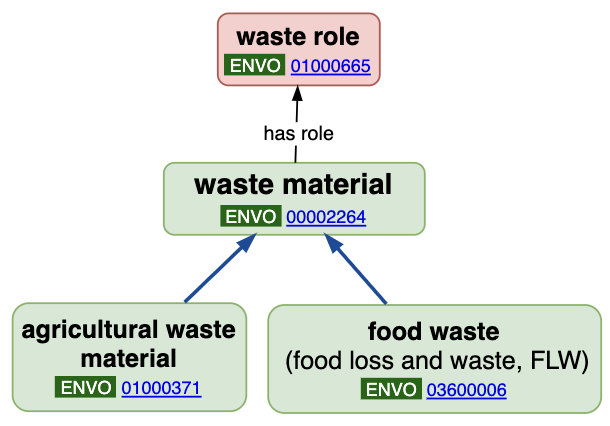 waste role
ENVO 01000665
has role
waste material
ENVO 00002264
agricultural waste
material
ENVO 01000371
food waste
(food loss and waste, FLW)
ENVO 03600006